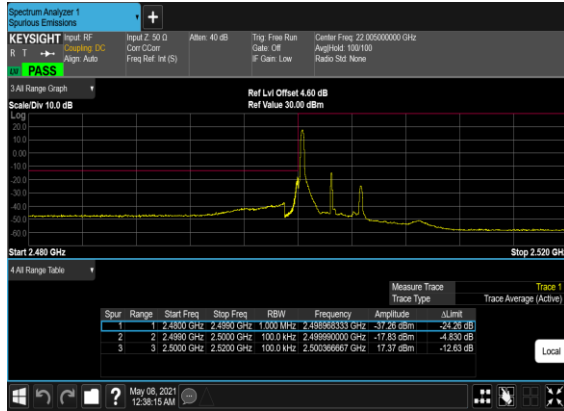 Spectrum Analyzer 1
Spurious Emissions
+
KEYSIGHT Input: RF Input Z: 50 Ω Atten: 40 dB Trig: Free Run Center Freq: 22.005000000 GHz
R T Coupling: DC Corr CCorr Gate: Off Avg|Hold: 100/100
Align: Auto Freq Ref: Int (S) IF Gain: Low Radio Std: None
LXI PASS
3 All Range Graph
Ref Lvl Offset 4.60 dB
Scale/Div 10.0 dB Ref Value 30.00 dBm
Log
20.0
10.0
0.00
-10.0
-20.0
-30.0
-40.0
-50.0
-60.0
Start 2.480 GHz Stop 2.520 GH
4 All Range Table
Measure Trace Trace 1
Trace Type Trace Average (Active)
Spur Range Start Freq Stop Freq RBW Frequency Amplitude ΔLimit
1 1 2.4800 GHz 2.4990 GHz 1.000 MHz 2.498968333 GHz -37.26 dBm -24.26 dB
2 2 2.4990 GHz 2.5000 GHz 100.0 kHz 2.499990000 GHz -17.83 dBm -4.830 dB
3 3 2.5000 GHz 2.5200 GHz 100.0 kHz 2.500366667 GHz 17.37 dBm -12.63 dB
Local
? May 08, 2021
12:38:15 AM